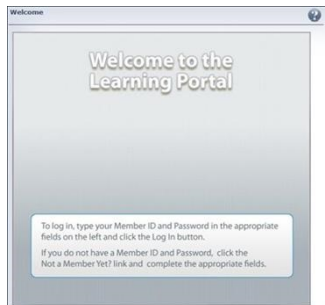 Welcome
?
Welcome to the
Learning Portal
To log in, type your Member ID and Password in the appropriate
fields on the left and click the Log In button.
If you do not have a Member ID and Password, click the
Not a Member Yet? link and complete the appropriate fields.